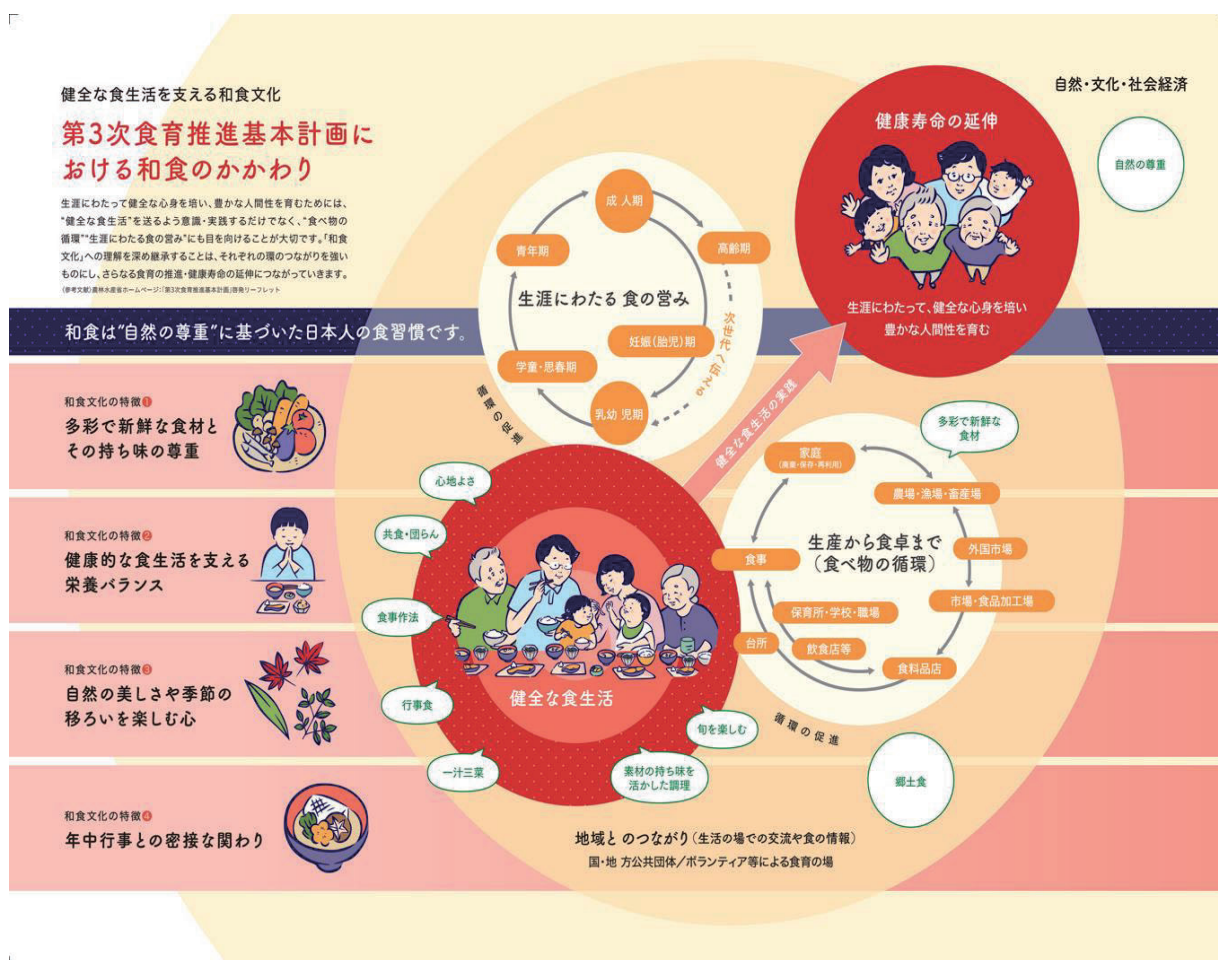 健全な食生活を支える和食文化
第3次食育推進基本計画に
おける和食のかかわり
生涯にわたって健全な心身を培い、豊かな人間性を育むためには、
“健全な食生活”を送るよう意識・実践するだけでなく、“食べ物の
循環”“生涯にわたる食の営み”にも目を向けることが大切です。「和食
文化」への理解を深め継承することは、それぞれの環のつながりを強い
ものにし、さらなる食育の推進・健康寿命の延伸につながっていきます。
(参考文献)農林水産省ホームページ:「第3次食育推進基本計画」啓発リーフレット
和食は“自然の尊重”に基づいた日本人の食習慣です。
和食文化の特徴❶
多彩で新鮮な食材と
その持ち味の尊重
和食文化の特徴❷
健康的な食生活を支える
栄養バランス
和食文化の特徴❸
自然の美しさや季節の
移ろいを楽しむ心
和食文化の特徴❹
年中行事との密接な関わり
成人期
青年期
高齢期
生涯にわたる食の営み
妊娠(胎児)期
学童・思春期
乳幼児期
次世代へ伝える
循環の促進
健全な食生活の実践
自然・文化・社会経済
健康寿命の延伸
生涯にわたって、健全な心身を培い
豊かな人間性を育む
自然の尊重
心地よさ
共食・団らん
食事作法
行事食
一汁三菜
健全な食生活
旬を楽しむ
素材の持ち味を
活かした調理
多彩で新鮮な
食材
家庭
(廃棄・保存・再利用)
農場・漁場・畜産場
生産から食卓まで
(食べ物の循環)
外国市場
食事
市場・食品加工場
保育所・学校・職場
台所
飲食店等
食料品店
循環の促進
郷土食
地域とのつながり(生活の場での交流や食の情報)
国・地方公共団体/ボランティア等による食育の場